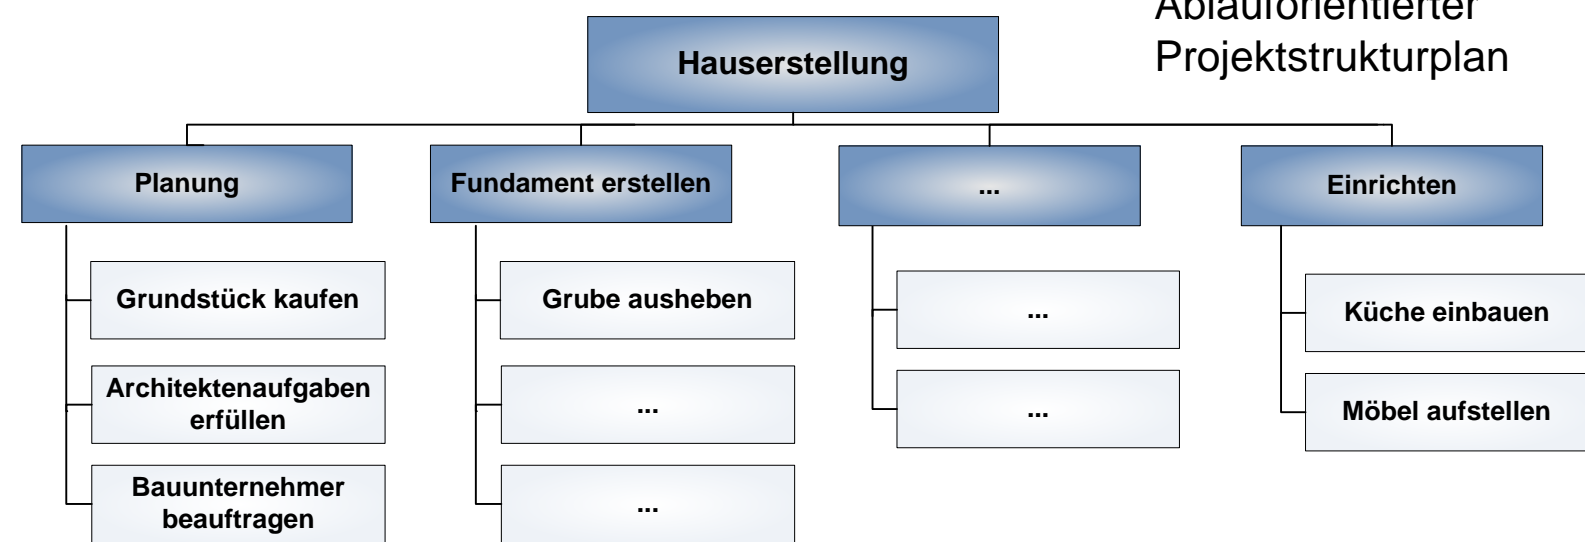 Ablauforientierter
Projektstrukturplan
Hauserstellung
Planung
Fundament erstellen
...
Einrichten
Grundstück kaufen
Architektenaufgaben
erfüllen
Bauunternehmer
beauftragen
Grube ausheben
...
...
...
...
Küche einbauen
Möbel aufstellen